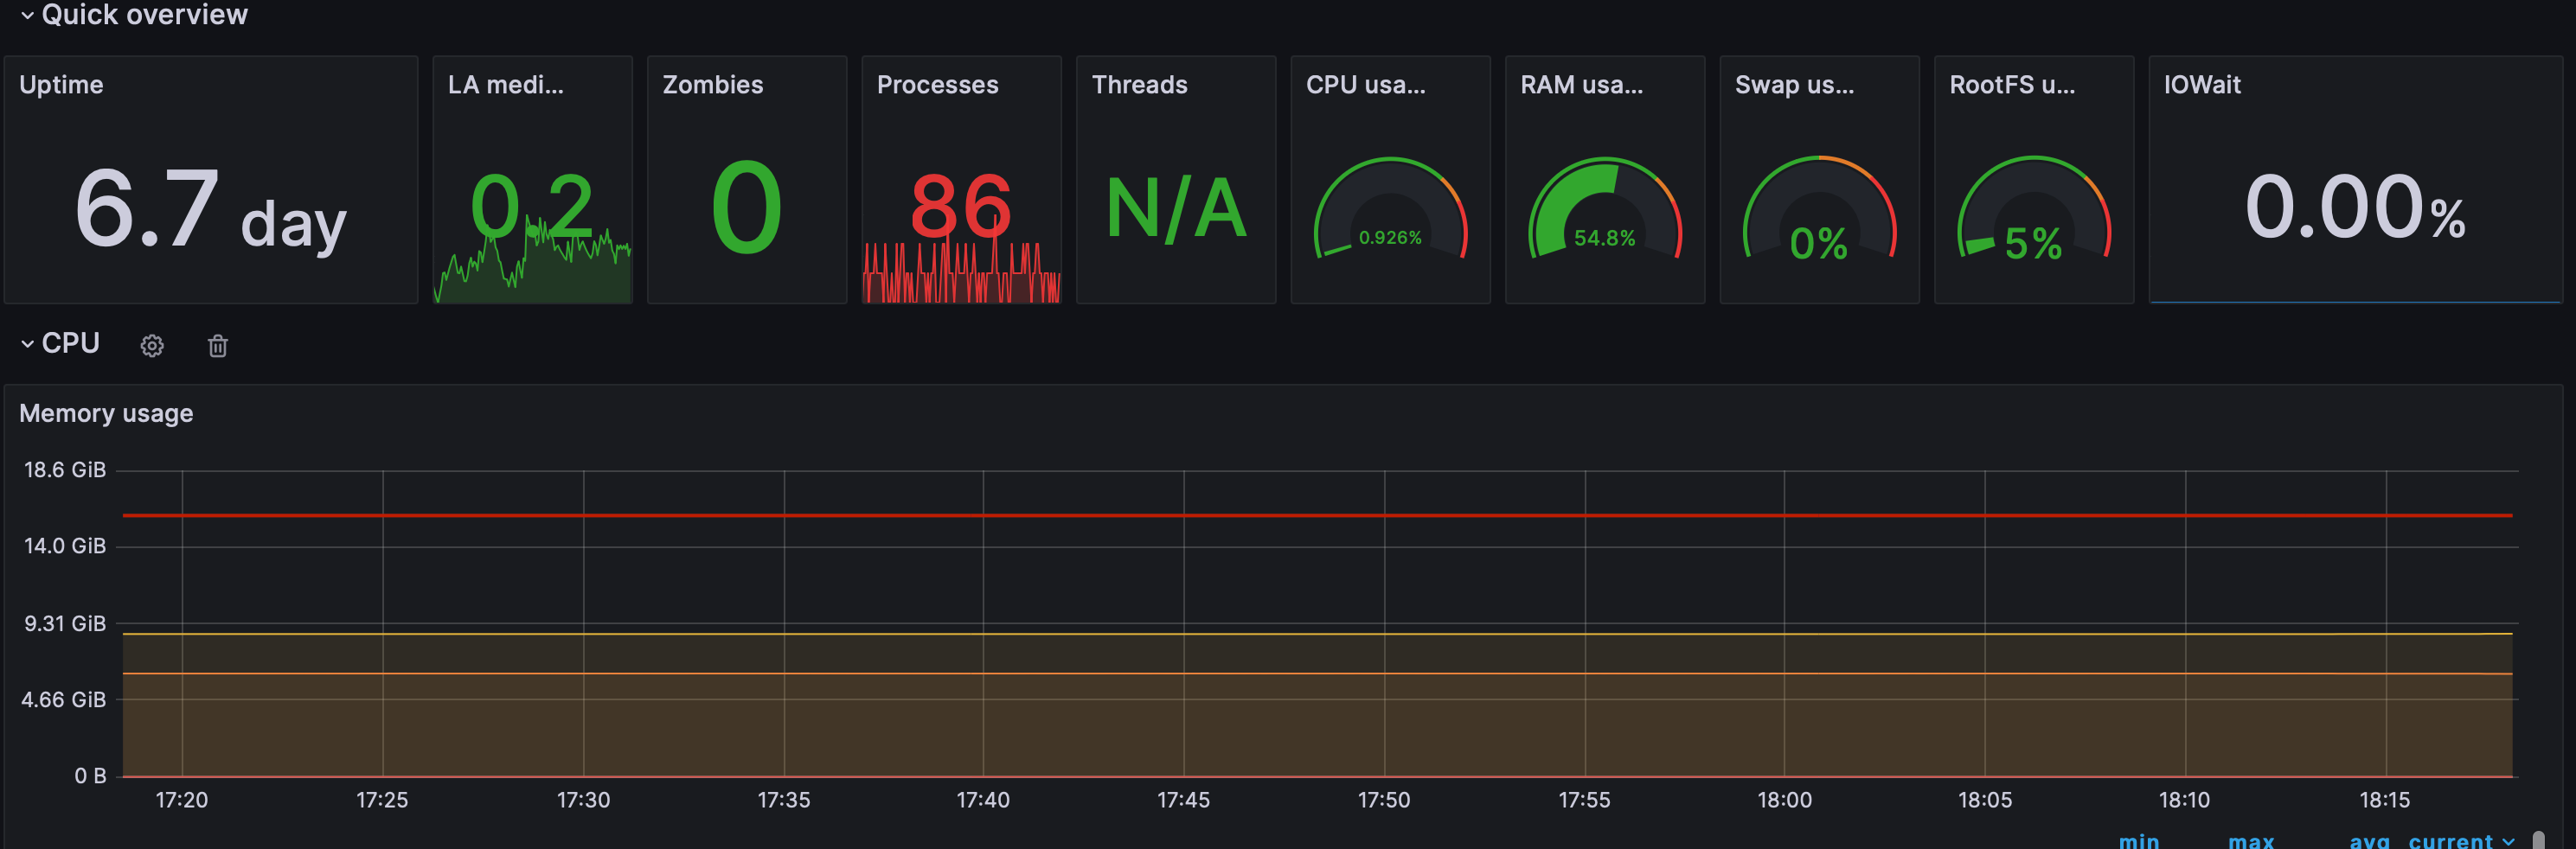 Quick overview
Uptime
LA medi...
Zombies
Processes
Threads
CPU usa...
RAM usa...
Swap us...
RootFS u...
IOWait
6.7 day
0.2
0
86
N/A
0.926%
54.8%
0%
5%
0.00%
CPU
Memory usage
18.6 GiB
14.0 GiB
9.31 GiB
4.66 GiB
0 B
17:20
17:25
17:30
17:35
17:40
17:45
17:50
17:55
18:00
18:05
18:10
18:15
min max avg current